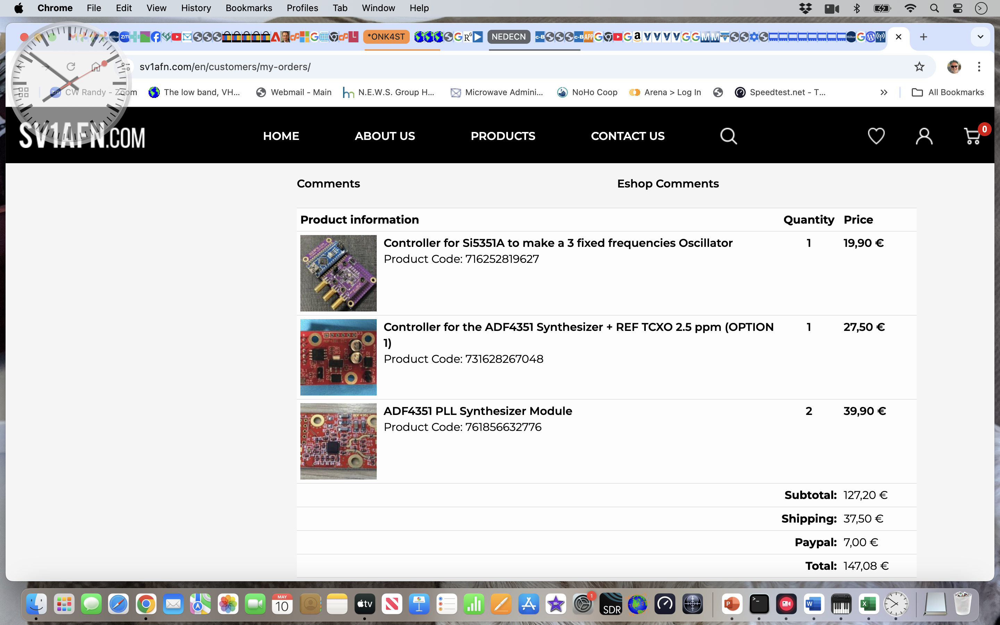 Chrome File Edit View History Bookmarks Profiles Tab Window Help
*ONK4ST NEDECN
sv1afn.com/en/customers/my-orders/
CW Randy - Zoom The low band, VH... Webmail - Main N.E.W.S. Group H... Microwave Admini... NoHo Coop Arena > Log In Speedtest.net - T... All Bookmarks
SV1AFN.COM HOME ABOUT US PRODUCTS CONTACT US 0
Comments Eshop Comments
Product information Quantity Price
Controller for Si5351A to make a 3 fixed frequencies Oscillator 1 19,90 €
Product Code: 716252819627
Controller for the ADF4351 Synthesizer + REF TCXO 2.5 ppm (OPTION 1 27,50 €
1)
Product Code: 731628267048
ADF4351 PLL Synthesizer Module 2 39,90 €
Product Code: 761856632776
Subtotal: 127,20 €
Shipping: 37,50 €
Paypal: 7,00 €
Total: 147,08 €
MAY
10
tv
1
SDR